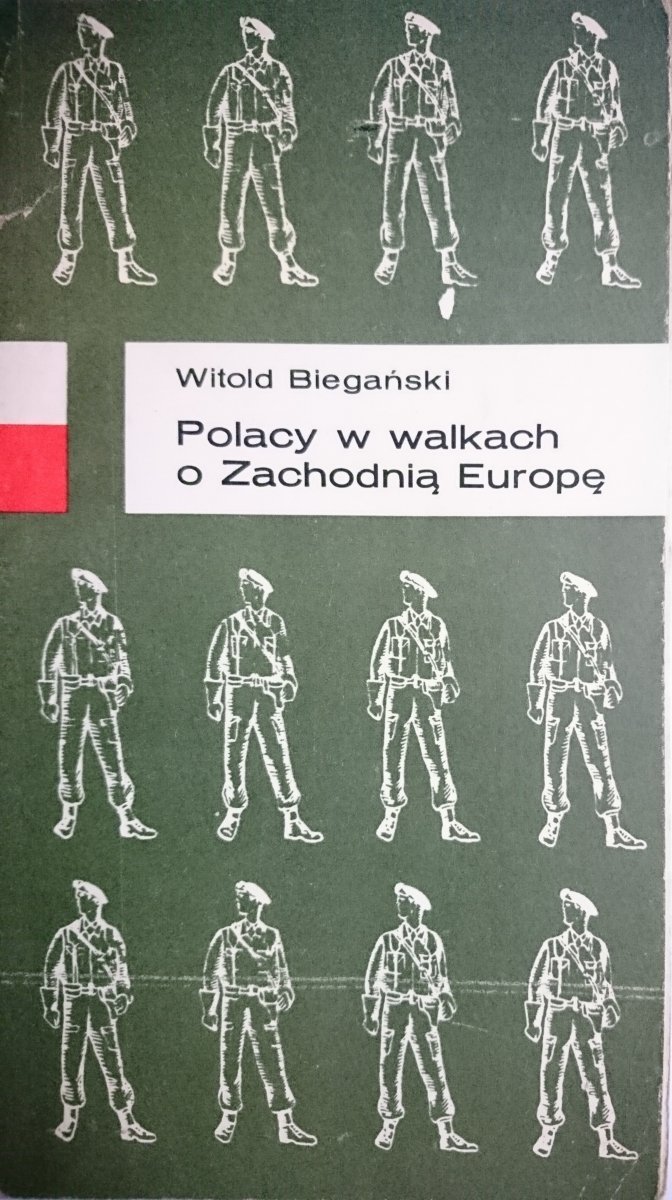 Witold Biegański
Polacy w walkach
o Zachodnią Europę